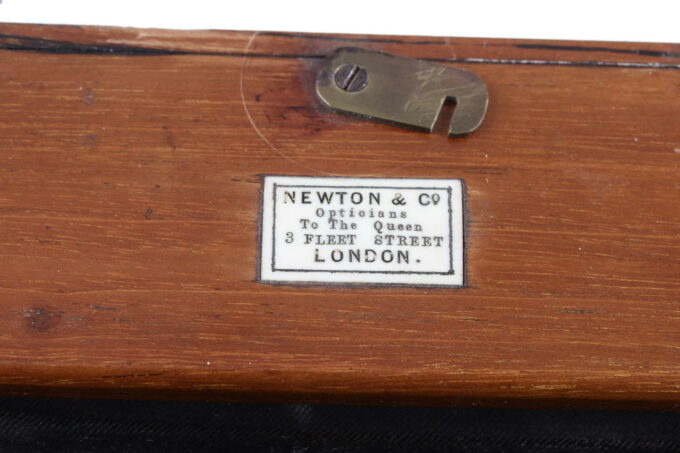 NEWTON & Cº
Opticians
To The Queen
3 FLEET STREET
LONDON.